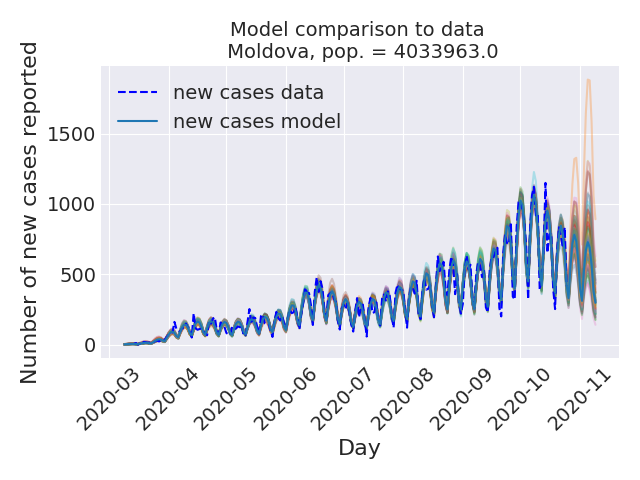 Model comparison to data
Moldova, pop. = 4033963.0
new cases data
new cases model
Number of new cases reported
1500
1000
500
0
2020-03
2020-04
2020-05
2020-06
2020-07
2020-08
2020-09
2020-10
2020-11
Day